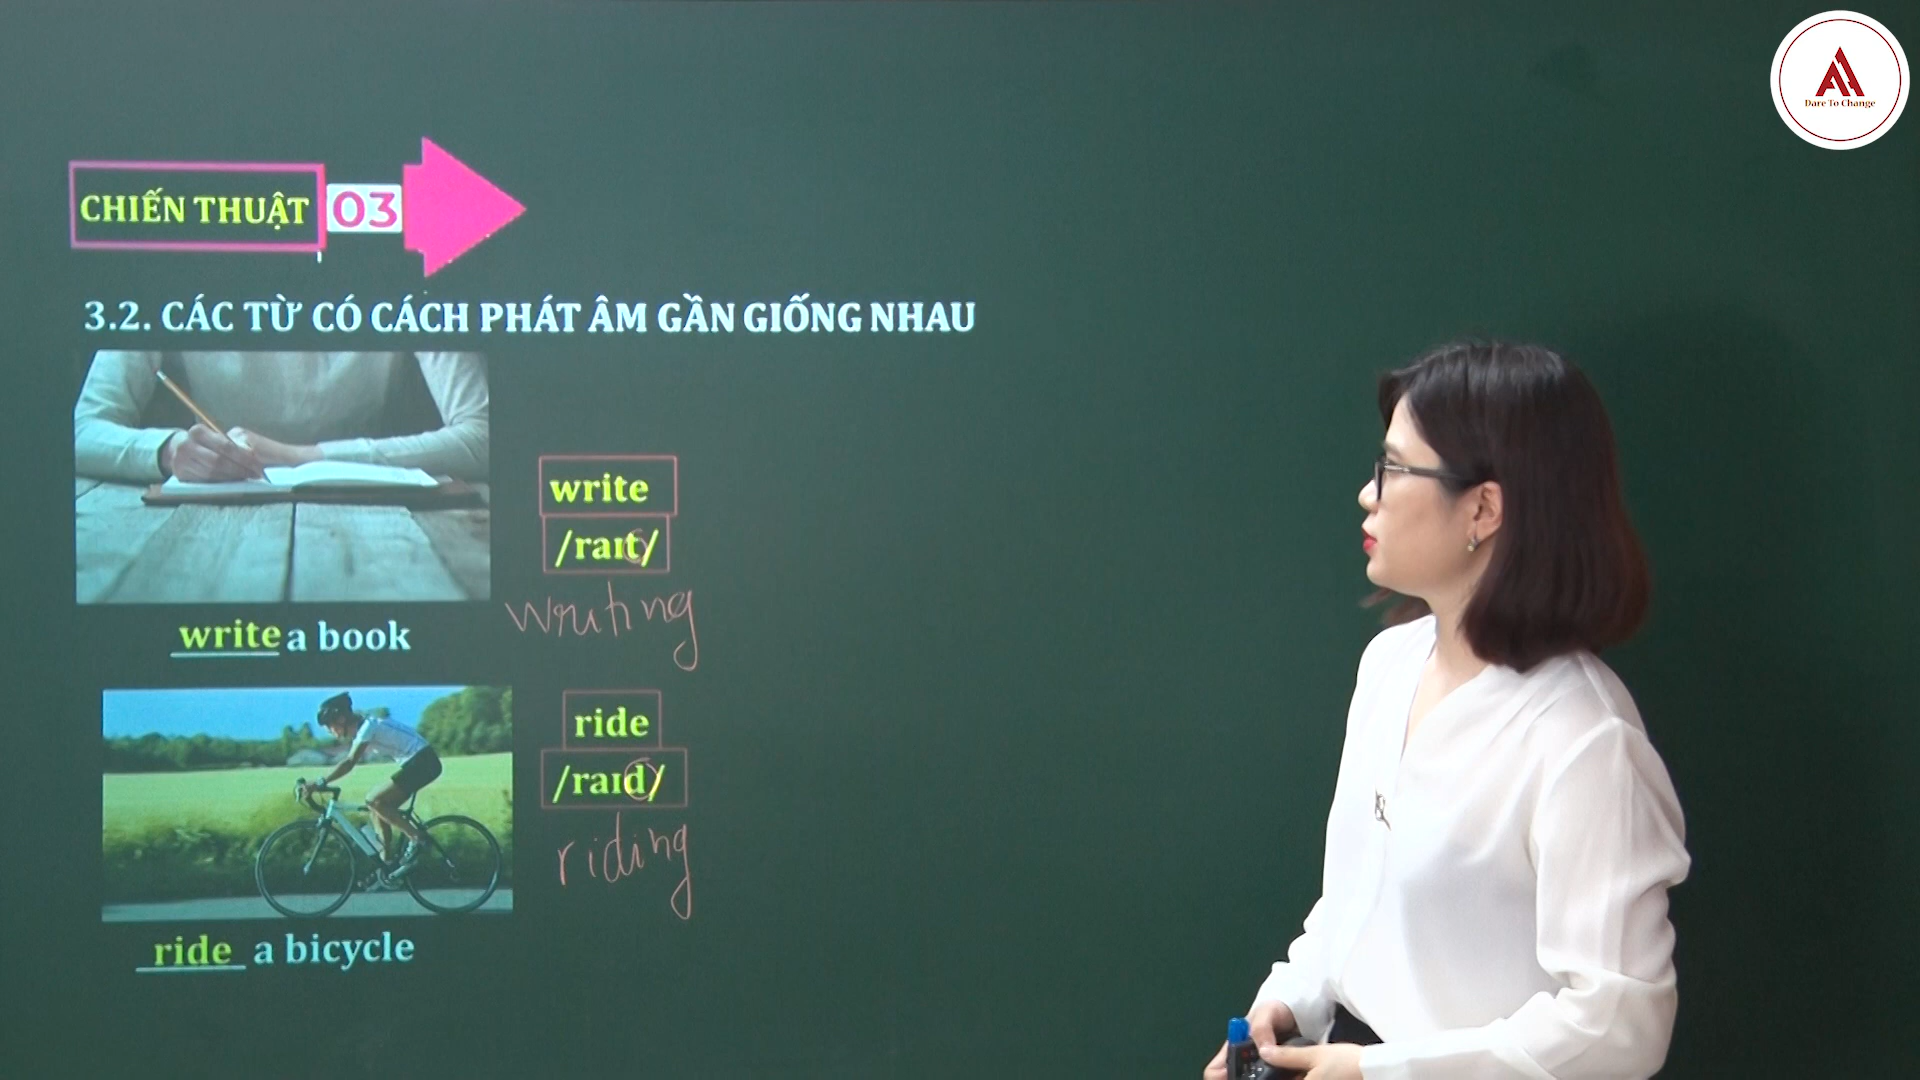 Dare To Change
CHIẾN THUẬT 03
3.2. CÁC TỪ CÓ CÁCH PHÁT ÂM GẦN GIỐNG NHAU
write
/raɪt/
writing
write a book
ride
/raɪd/
riding
ride a bicycle